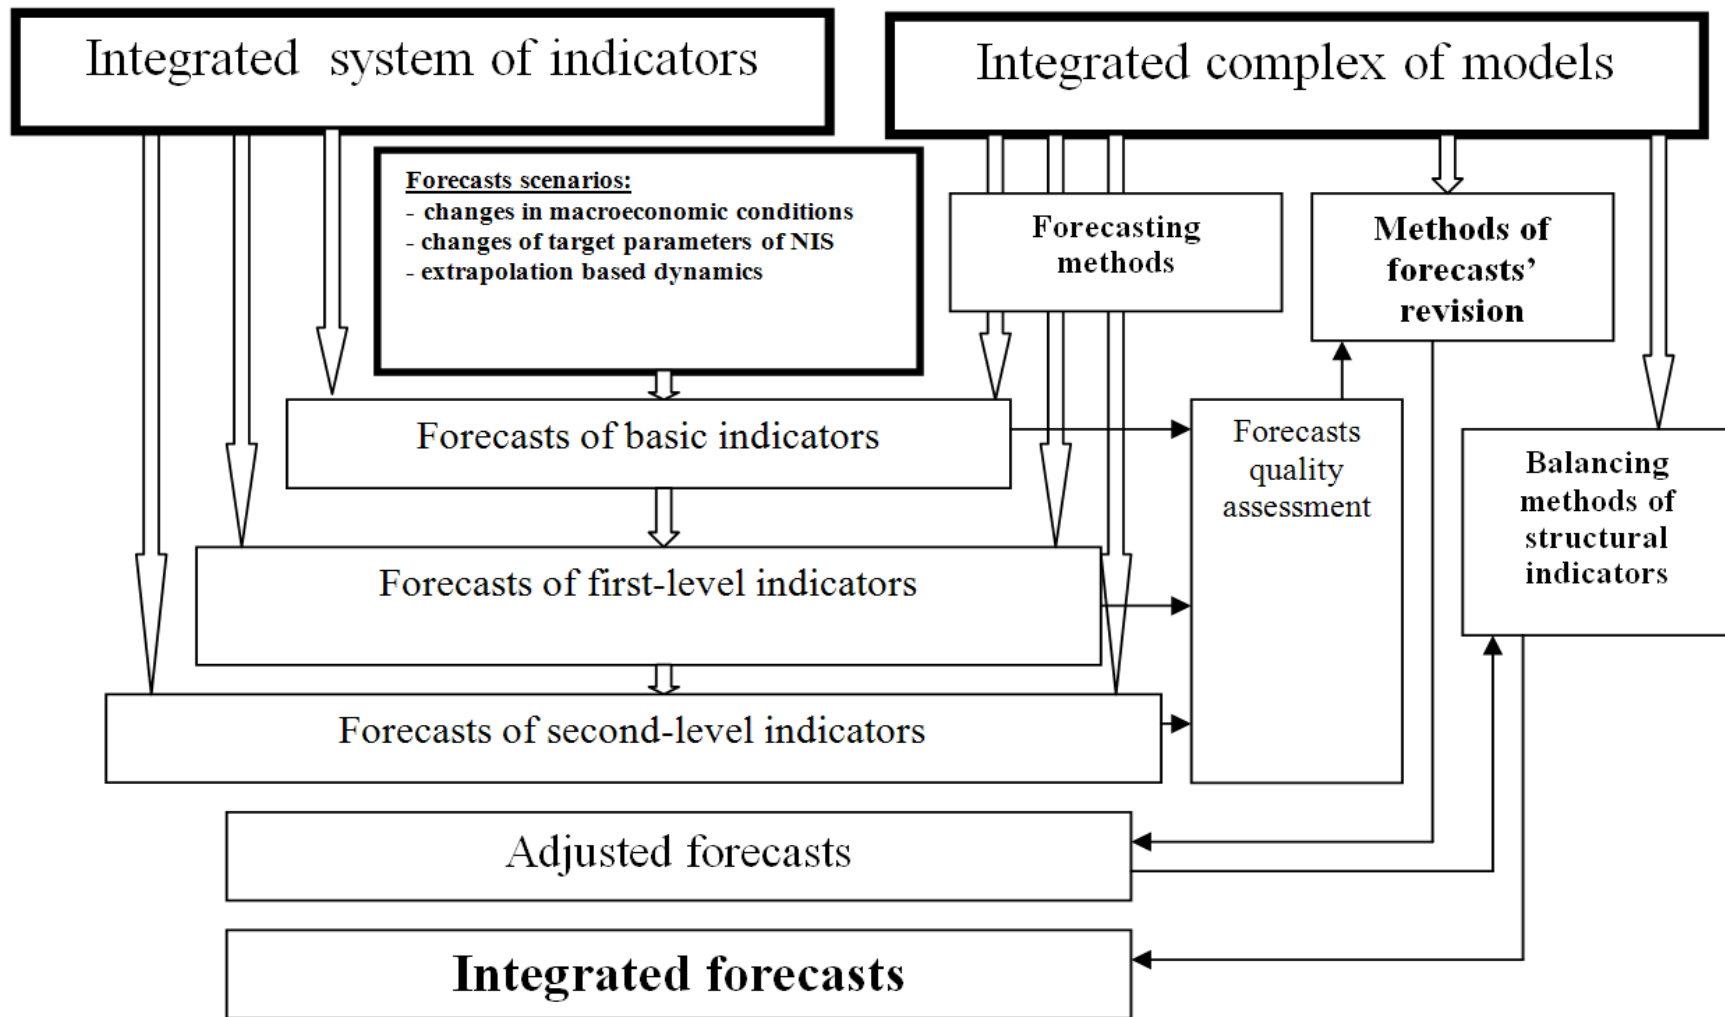 Integrated system of indicators
Integrated complex of models
Forecasts scenarios:
- changes in macroeconomic conditions
- changes of target parameters of NIS
- extrapolation based dynamics
Forecasting
methods
Methods of
forecasts’
revision
Forecasts of basic indicators
Forecasts
quality
assessment
Balancing
methods of
structural
indicators
Forecasts of first-level indicators
Forecasts of second-level indicators
Adjusted forecasts
Integrated forecasts